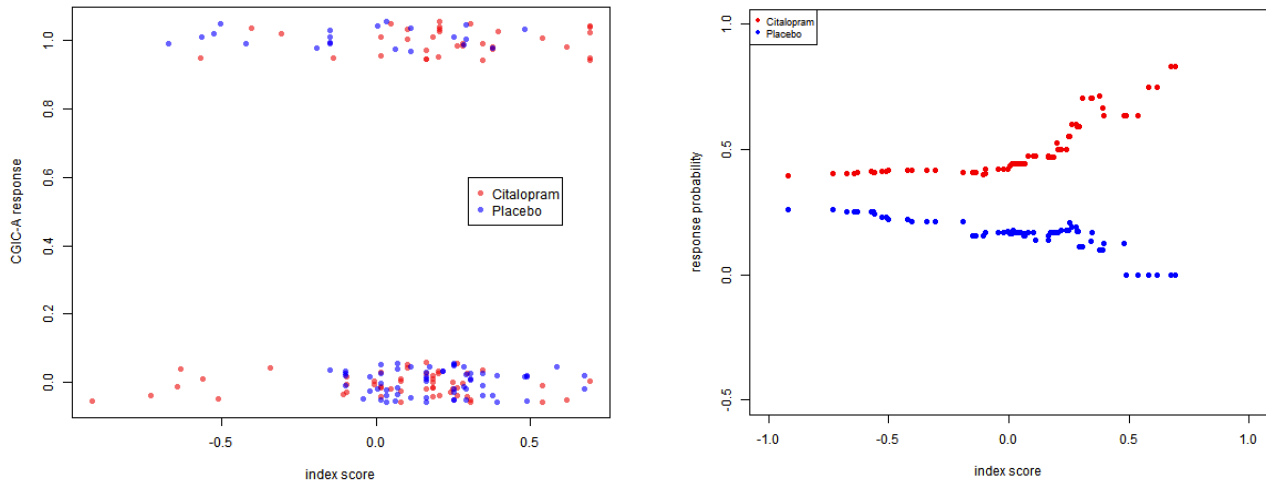 CGIC-A response
1.0
0.8
0.6
0.4
0.2
0.0
Citalopram
Placebo
-0.5
0.0
0.5
index score
response probability
1.0
0.5
0.0
-0.5
Citalopram
Placebo
-1.0
-0.5
0.0
0.5
1.0
index score